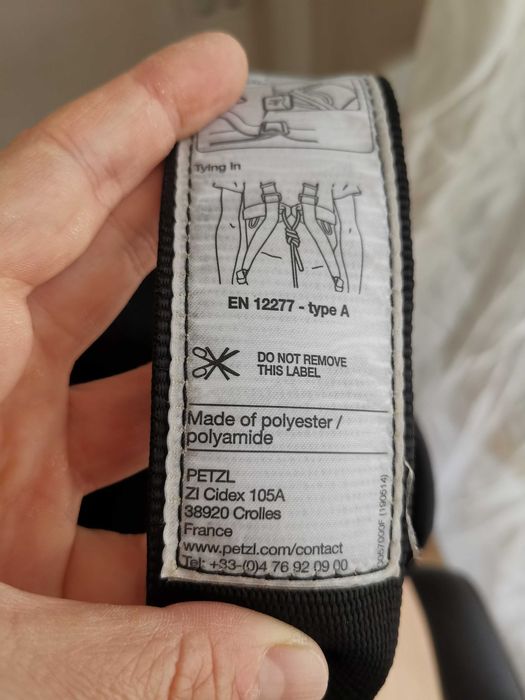 Tying in
EN 12277 - type A
DO NOT REMOVE
THIS LABEL
Made of polyester /
polyamide
PETZL
ZI Cidex 105A
38920 Crolles
France
www.petzl.com/contact
Tel: +33-(0)4 76 92 09 00
(190614)